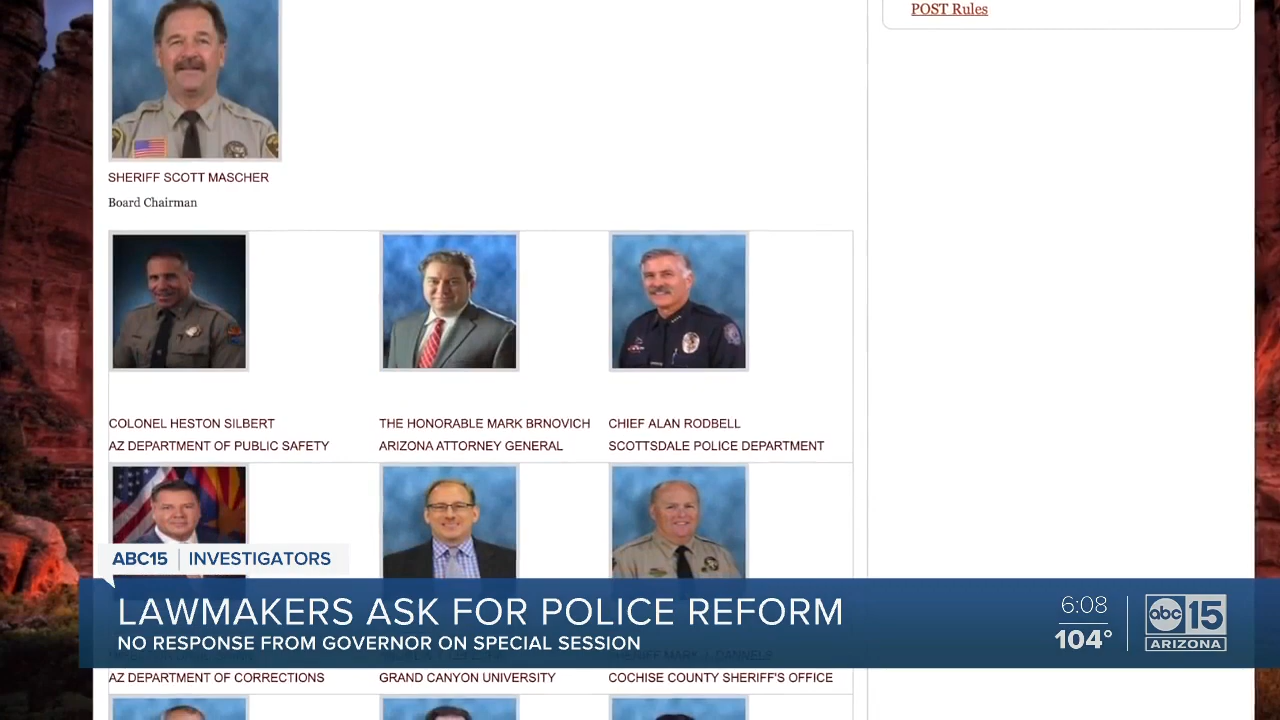 POST Rules
SHERIFF SCOTT MASCHER
Board Chairman
COLONEL HESTON SILBERT
AZ DEPARTMENT OF PUBLIC SAFETY
THE HONORABLE MARK BRNOVICH
ARIZONA ATTORNEY GENERAL
CHIEF ALAN RODBELL
SCOTTSDALE POLICE DEPARTMENT
ABC15 INVESTIGATORS
LAWMAKERS ASK FOR POLICE REFORM
NO RESPONSE FROM GOVERNOR ON SPECIAL SESSION
6:08
104°
abc 15
ARIZONA
AZ DEPARTMENT OF CORRECTIONS
GRAND CANYON UNIVERSITY
COCHISE COUNTY SHERIFF'S OFFICE